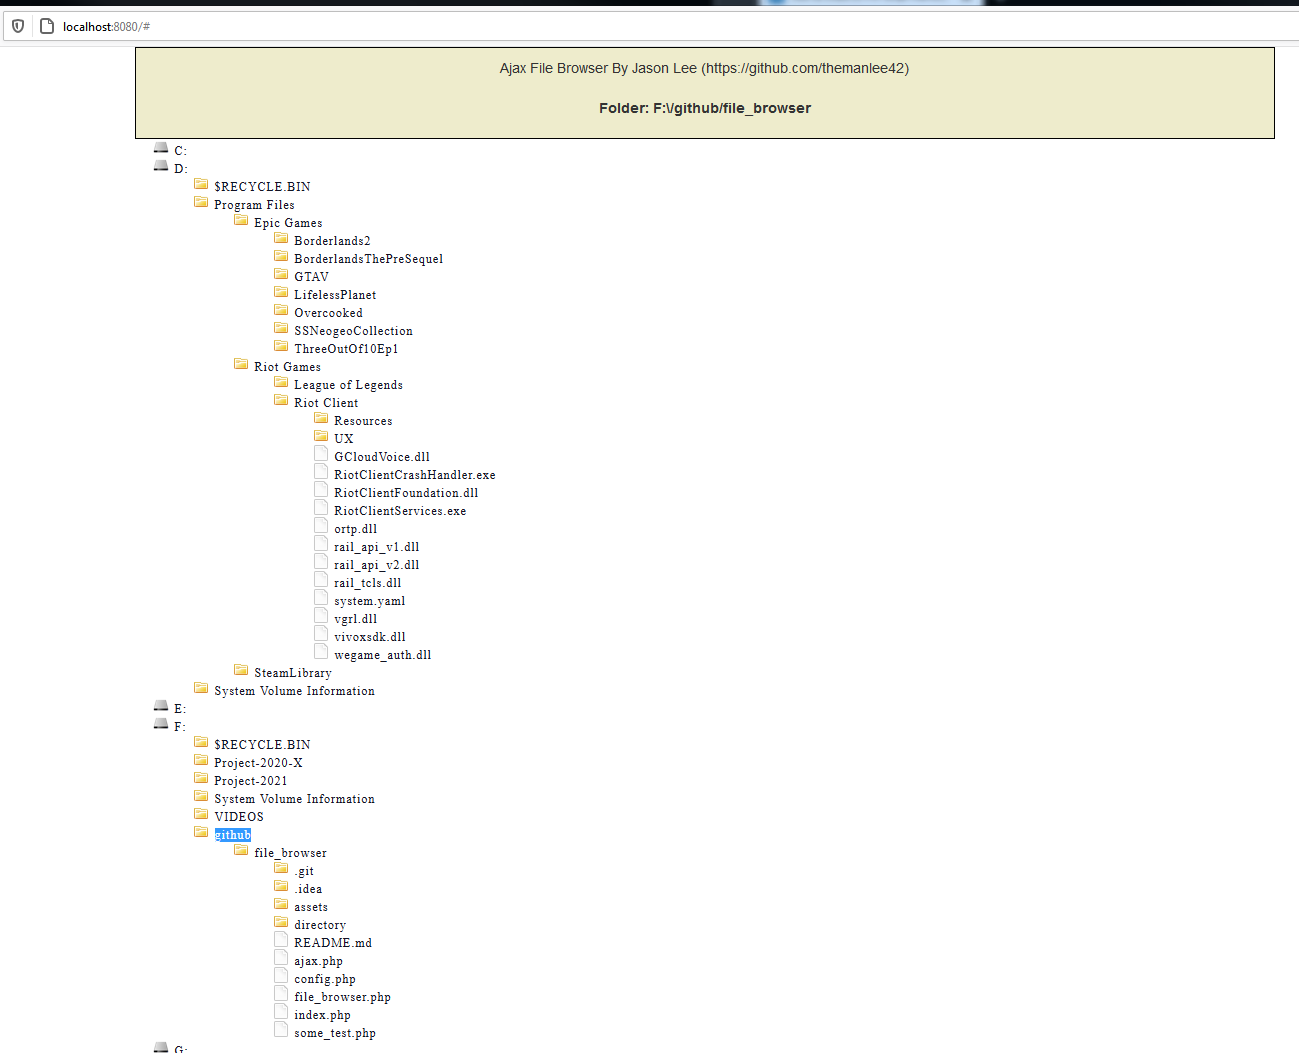 localhost:8080/#
Ajax File Browser By Jason Lee (https://github.com/themanlee42)
Folder: F:\/github/file_browser
C:
D:
$RECYCLE.BIN
Program Files
Epic Games
Borderlands2
BorderlandsThePreSequel
GTAV
LifelessPlanet
Overcooked
SSNeogeoCollection
ThreeOutOf10Ep1
Riot Games
League of Legends
Riot Client
Resources
UX
GCloudVoice.dll
RiotClientCrashHandler.exe
RiotClientFoundation.dll
RiotClientServices.exe
ortp.dll
rail_api_v1.dll
rail_api_v2.dll
rail_tcls.dll
system.yaml
vgrl.dll
vivoxsdk.dll
wegame_auth.dll
SteamLibrary
System Volume Information
E:
F:
$RECYCLE.BIN
Project-2020-X
Project-2021
System Volume Information
VIDEOS
github
file_browser
.git
.idea
assets
directory
README.md
ajax.php
config.php
file_browser.php
index.php
some_test.php
G: